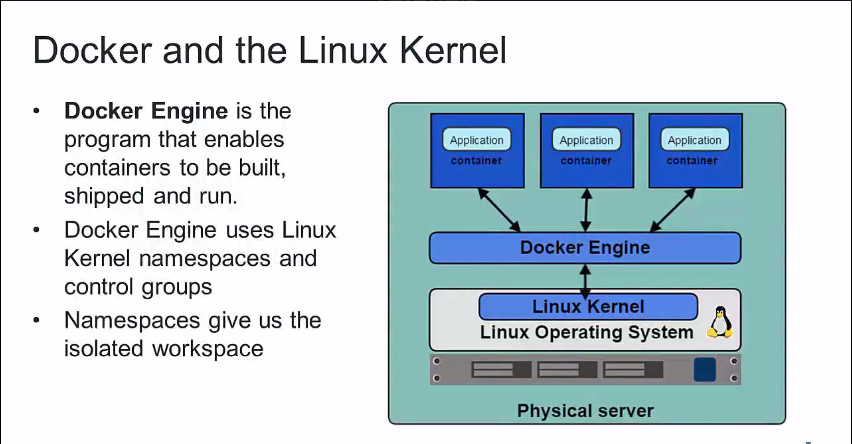 Docker and the Linux Kernel
• Docker Engine is the
program that enables
containers to be built,
shipped and run.
• Docker Engine uses Linux
Kernel namespaces and
control groups
• Namespaces give us the
isolated workspace
Application
container
Application
container
Application
container
Docker Engine
Linux Kernel
Linux Operating System
Physical server